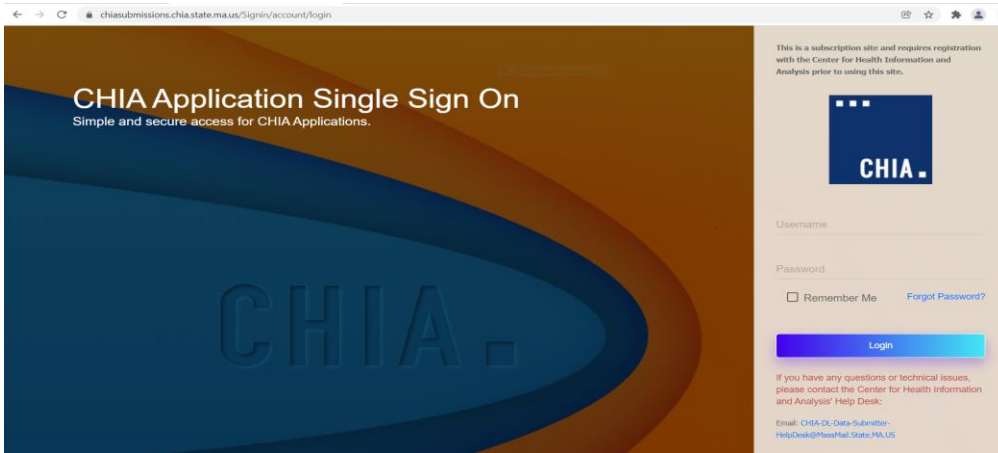 chiasubmissions.chia.state.ma.us/Signin/account/login
CHIA Application Single Sign On
Simple and secure access for CHIA Applications.
CHIA.
This is a subscription site and requires registration
with the Center for Health Information and
Analysis prior to using this site.
CHIA.
Username
Password
Remember Me Forgot Password?
Login
If you have any questions or technical issues,
please contact the Center for Health Information
and Analysis' Help Desk:
Email: CHIA-DL-Data-Submitter-
HelpDesk@MassMail.State.MA.US